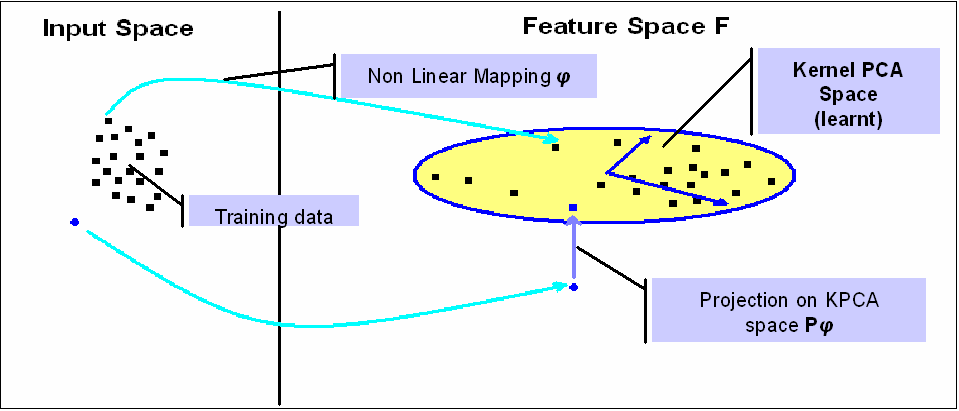 Input Space
Feature Space F
Non Linear Mapping φ
Kernel PCA
Space
(learnt)
Training data
Projection on KPCA
space Pφ